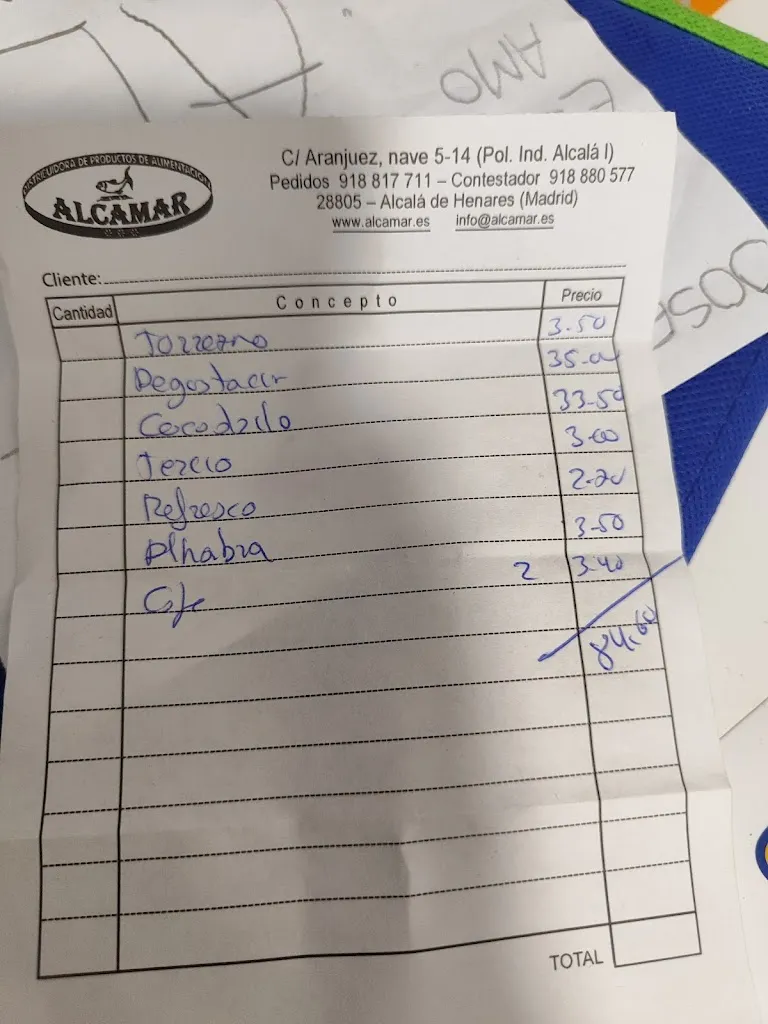 AMO
JOSE
DISTRIBUIDORA DE PRODUCTOS DE ALIMENTACIÓN
ALCAMAR
C/ Aranjuez, nave 5-14 (Pol. Ind. Alcalá I)
Pedidos 918 817 711 – Contestador 918 880 577
28805 – Alcalá de Henares (Madrid)
www.alcamar.es info@alcamar.es
Cliente:
Cantidad Concepto Precio
Torrezno 3.50
Degustacion 35.00
Cocodrilo 33.50
Tercio 3.00
Refresco 2.20
Alhabra 3.50
Cafe 2 3.40
84,60
TOTAL